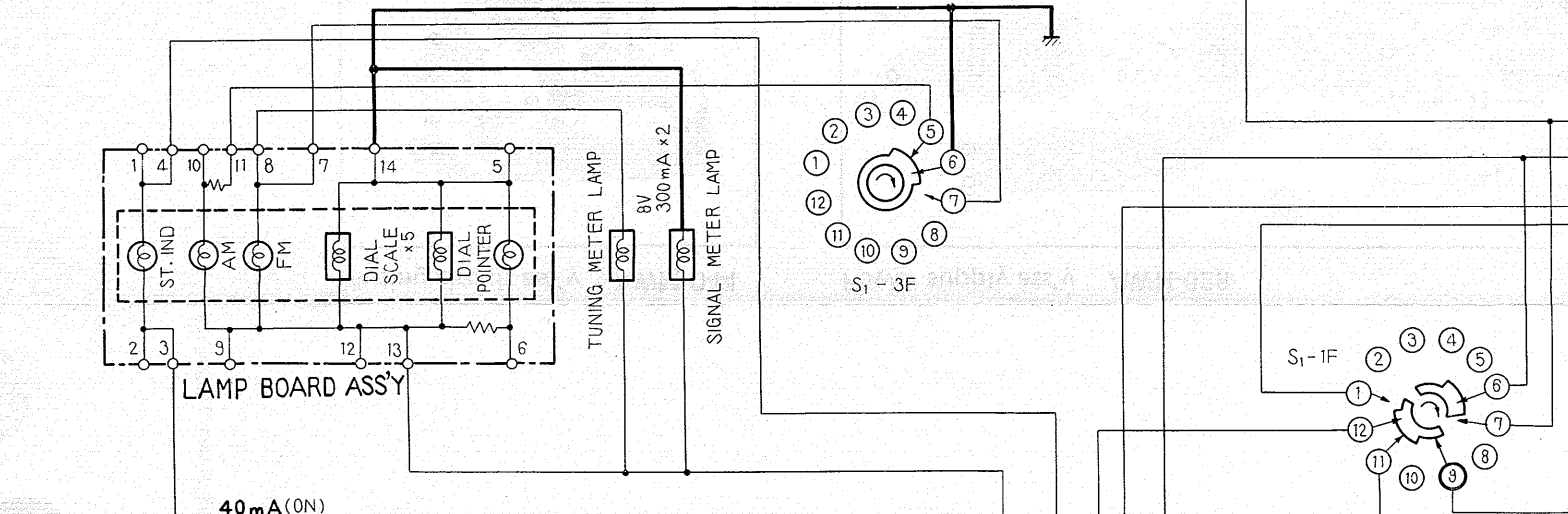 1 4 10 11 8 7 14 5
ST. IND
AM
FM
DIAL
SCALE
×5
DIAL
POINTER
2 3 9 12 13 6
LAMP BOARD ASS'Y
TUNING METER LAMP
8V
300mA ×2
SIGNAL METER LAMP
40mA (ON)
1 2 3 4 5 6 7 8 9 10 11 12
S1 - 3F
S1 - 1F
1 2 3 4 5 6 7 8 9 10 11 12